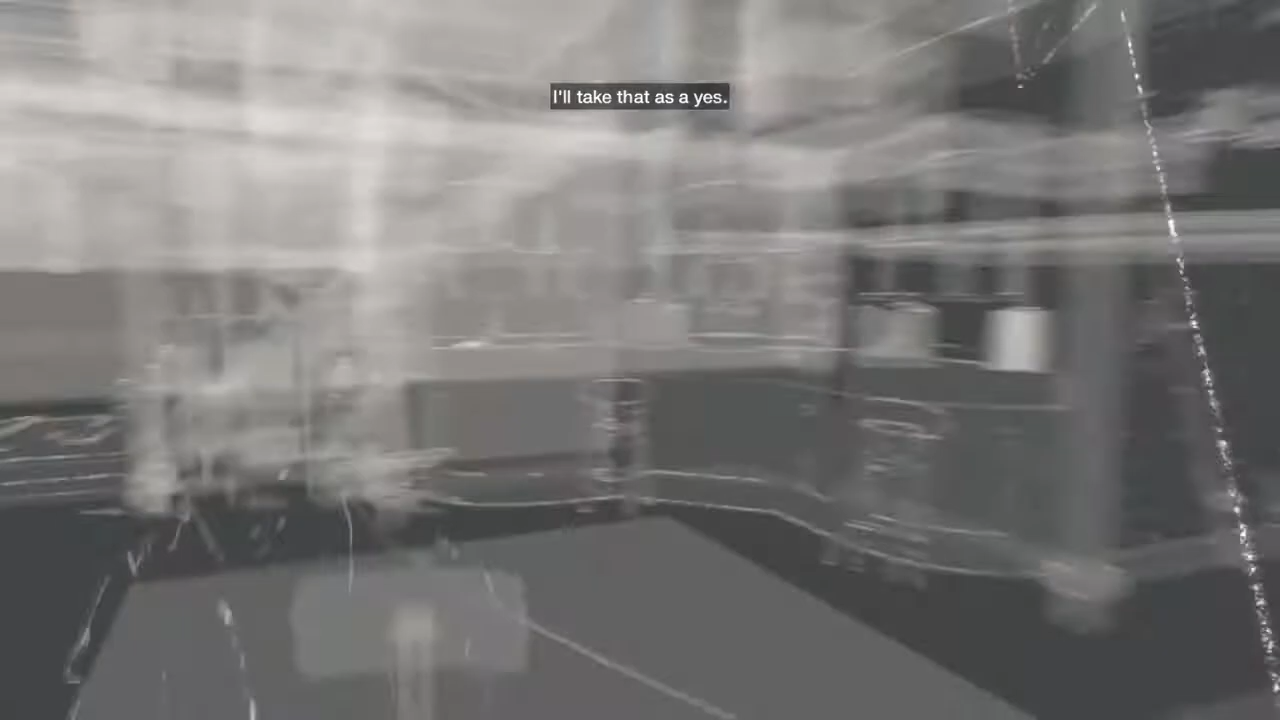 I'll take that as a yes.